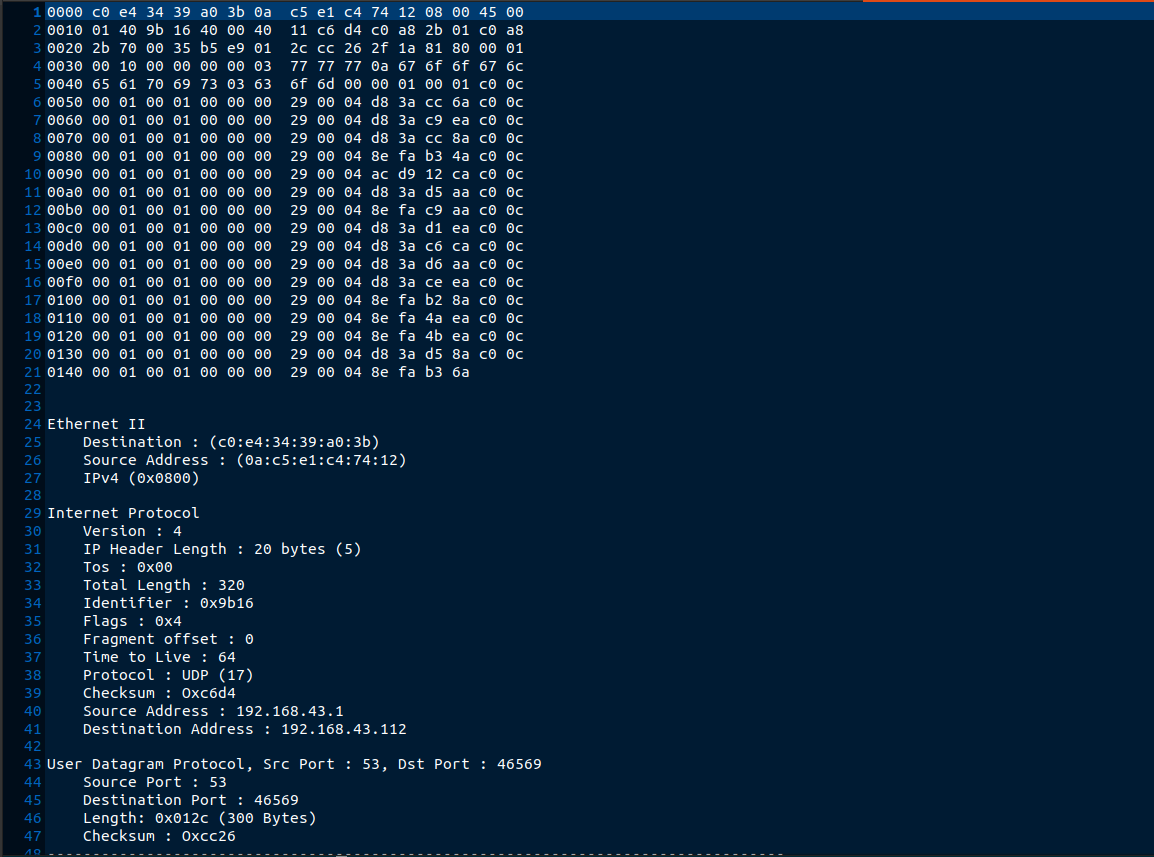 1 0000 c0 e4 34 39 a0 3b 0a  c5 e1 c4 74 12 08 00 45 00
2 0010 01 40 9b 16 40 00 40  11 c6 d4 c0 a8 2b 01 c0 a8
3 0020 2b 70 00 35 b5 e9 01  2c cc 26 2f 1a 81 80 00 01
4 0030 00 10 00 00 00 00 03  77 77 77 0a 67 6f 6f 67 6c
5 0040 65 61 70 69 73 03 63  6f 6d 00 00 01 00 01 c0 0c
6 0050 00 01 00 01 00 00 00  29 00 04 d8 3a cc 6a c0 0c
7 0060 00 01 00 01 00 00 00  29 00 04 d8 3a c9 ea c0 0c
8 0070 00 01 00 01 00 00 00  29 00 04 d8 3a cc 8a c0 0c
9 0080 00 01 00 01 00 00 00  29 00 04 8e fa b3 4a c0 0c
10 0090 00 01 00 01 00 00 00  29 00 04 ac d9 12 ca c0 0c
11 00a0 00 01 00 01 00 00 00  29 00 04 d8 3a d5 aa c0 0c
12 00b0 00 01 00 01 00 00 00  29 00 04 8e fa c9 aa c0 0c
13 00c0 00 01 00 01 00 00 00  29 00 04 d8 3a d1 ea c0 0c
14 00d0 00 01 00 01 00 00 00  29 00 04 d8 3a c6 ca c0 0c
15 00e0 00 01 00 01 00 00 00  29 00 04 d8 3a d6 aa c0 0c
16 00f0 00 01 00 01 00 00 00  29 00 04 d8 3a ce ea c0 0c
17 0100 00 01 00 01 00 00 00  29 00 04 8e fa b2 8a c0 0c
18 0110 00 01 00 01 00 00 00  29 00 04 8e fa 4a ea c0 0c
19 0120 00 01 00 01 00 00 00  29 00 04 8e fa 4b ea c0 0c
20 0130 00 01 00 01 00 00 00  29 00 04 d8 3a d5 8a c0 0c
21 0140 00 01 00 01 00 00 00  29 00 04 8e fa b3 6a
22
23
24 Ethernet II
25     Destination : (c0:e4:34:39:a0:3b)
26     Source Address : (0a:c5:e1:c4:74:12)
27     IPv4 (0x0800)
28
29 Internet Protocol
30     Version : 4
31     IP Header Length : 20 bytes (5)
32     Tos : 0x00
33     Total Length : 320
34     Identifier : 0x9b16
35     Flags : 0x4
36     Fragment offset : 0
37     Time to Live : 64
38     Protocol : UDP (17)
39     Checksum : Oxc6d4
40     Source Address : 192.168.43.1
41     Destination Address : 192.168.43.112
42
43 User Datagram Protocol, Src Port : 53, Dst Port : 46569
44     Source Port : 53
45     Destination Port : 46569
46     Length: 0x012c (300 Bytes)
47     Checksum : Oxcc26
48 ----------------------------------------------------------------------------------